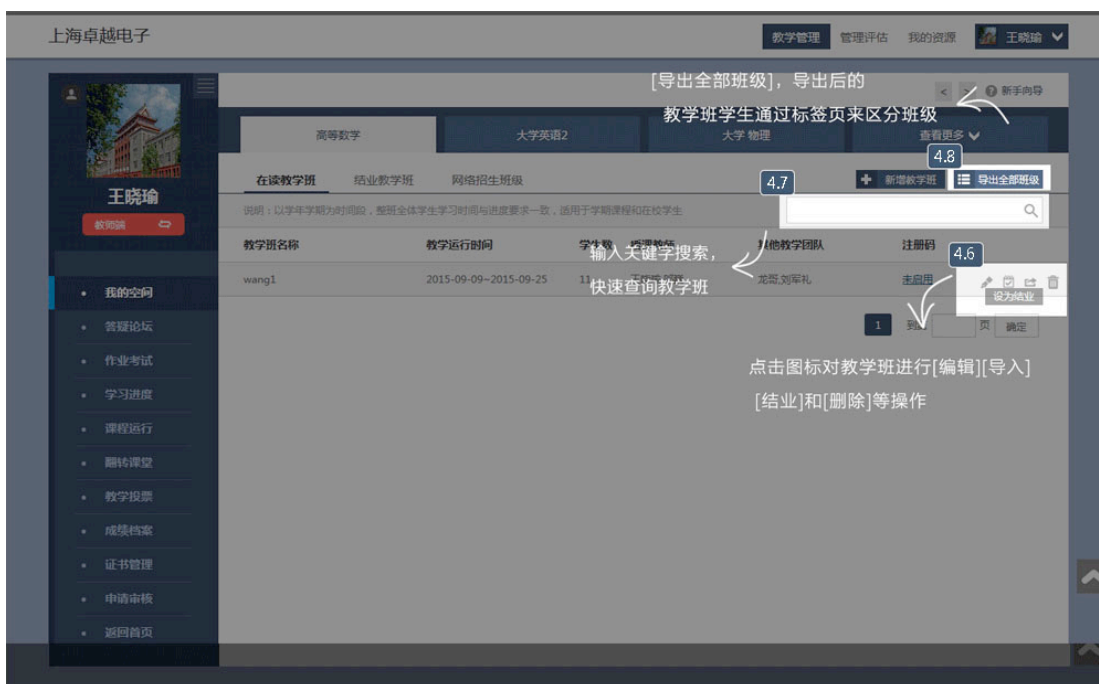 上海卓越电子
教学管理 管理评估 我的资源 王晓瑜
[导出全部班级]，导出后的
教学班学生通过标签页来区分班级
< > 新手向导
高等数学 大学英语2 大学 物理 查看更多
4.8
王晓瑜
教师端
在读教学班 结业教学班 网络招生班级
4.7
新增教学班 导出全部班级
说明：以学年学期为时间段，整班全体学生学习时间与进度要求一致，适用于学期课程和在校学生
教学班名称 教学运行时间 学生数 授课教师 其他教学团队 注册码
4.6
输入关键字搜索，
快速查询教学班
wang1 2015-09-09~2015-09-25 11 龙哥,刘军礼 未启用
设为结业
1 到 页 确定
点击图标对教学班进行[编辑][导入]
[结业]和[删除]等操作
我的空间
答疑论坛
作业考试
学习进度
课程运行
翻转课堂
教学投票
成绩档案
证书管理
申请审核
返回首页